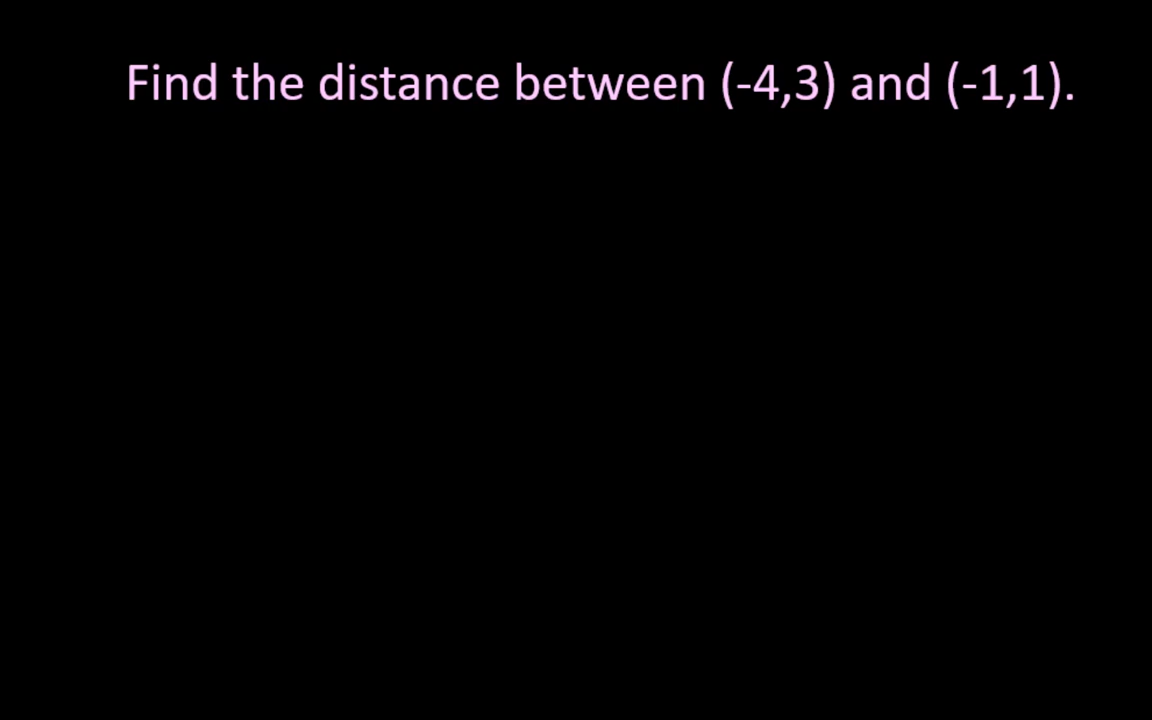 Find the distance between (-4,3) and (-1,1).